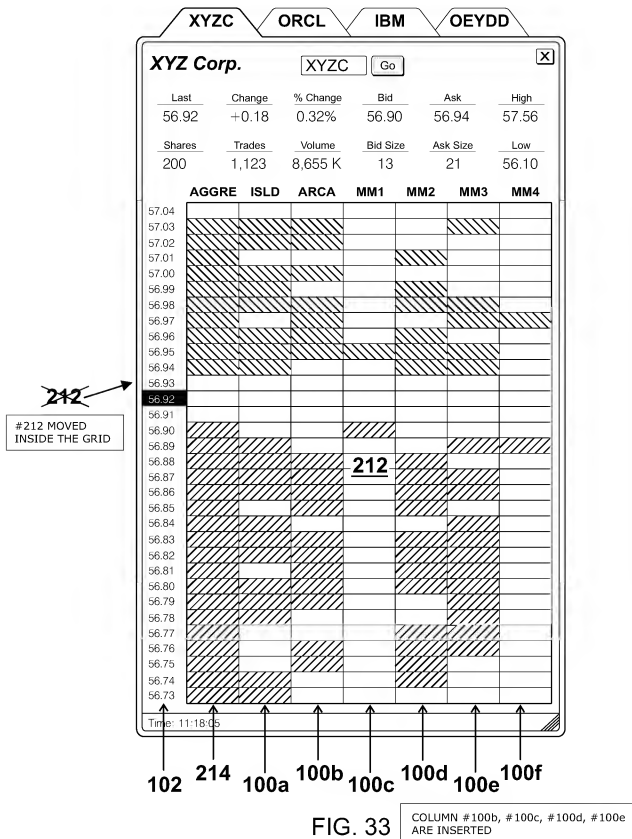 XYZC ORCL IBM OEYDD
XYZ Corp. XYZC Go X
Last Change % Change Bid Ask High
56.92 +0.18 0.32% 56.90 56.94 57.56
Shares Trades Volume Bid Size Ask Size Low
200 1,123 8,655 K 13 21 56.10
AGGRE ISLD ARCA MM1 MM2 MM3 MM4
57.04
57.03
57.02
57.01
57.00
56.99
56.98
56.97
56.96
56.95
56.94
56.93
212
56.92
#212 MOVED
INSIDE THE GRID
56.91
56.90
56.89
56.88
212
56.87
56.86
56.85
56.84
56.83
56.82
56.81
56.80
56.79
56.78
56.77
56.76
56.75
56.74
56.73
Time: 11:18:05
102 214 100a 100b 100c 100d 100e 100f
FIG. 33
COLUMN #100b, #100c, #100d, #100e
ARE INSERTED